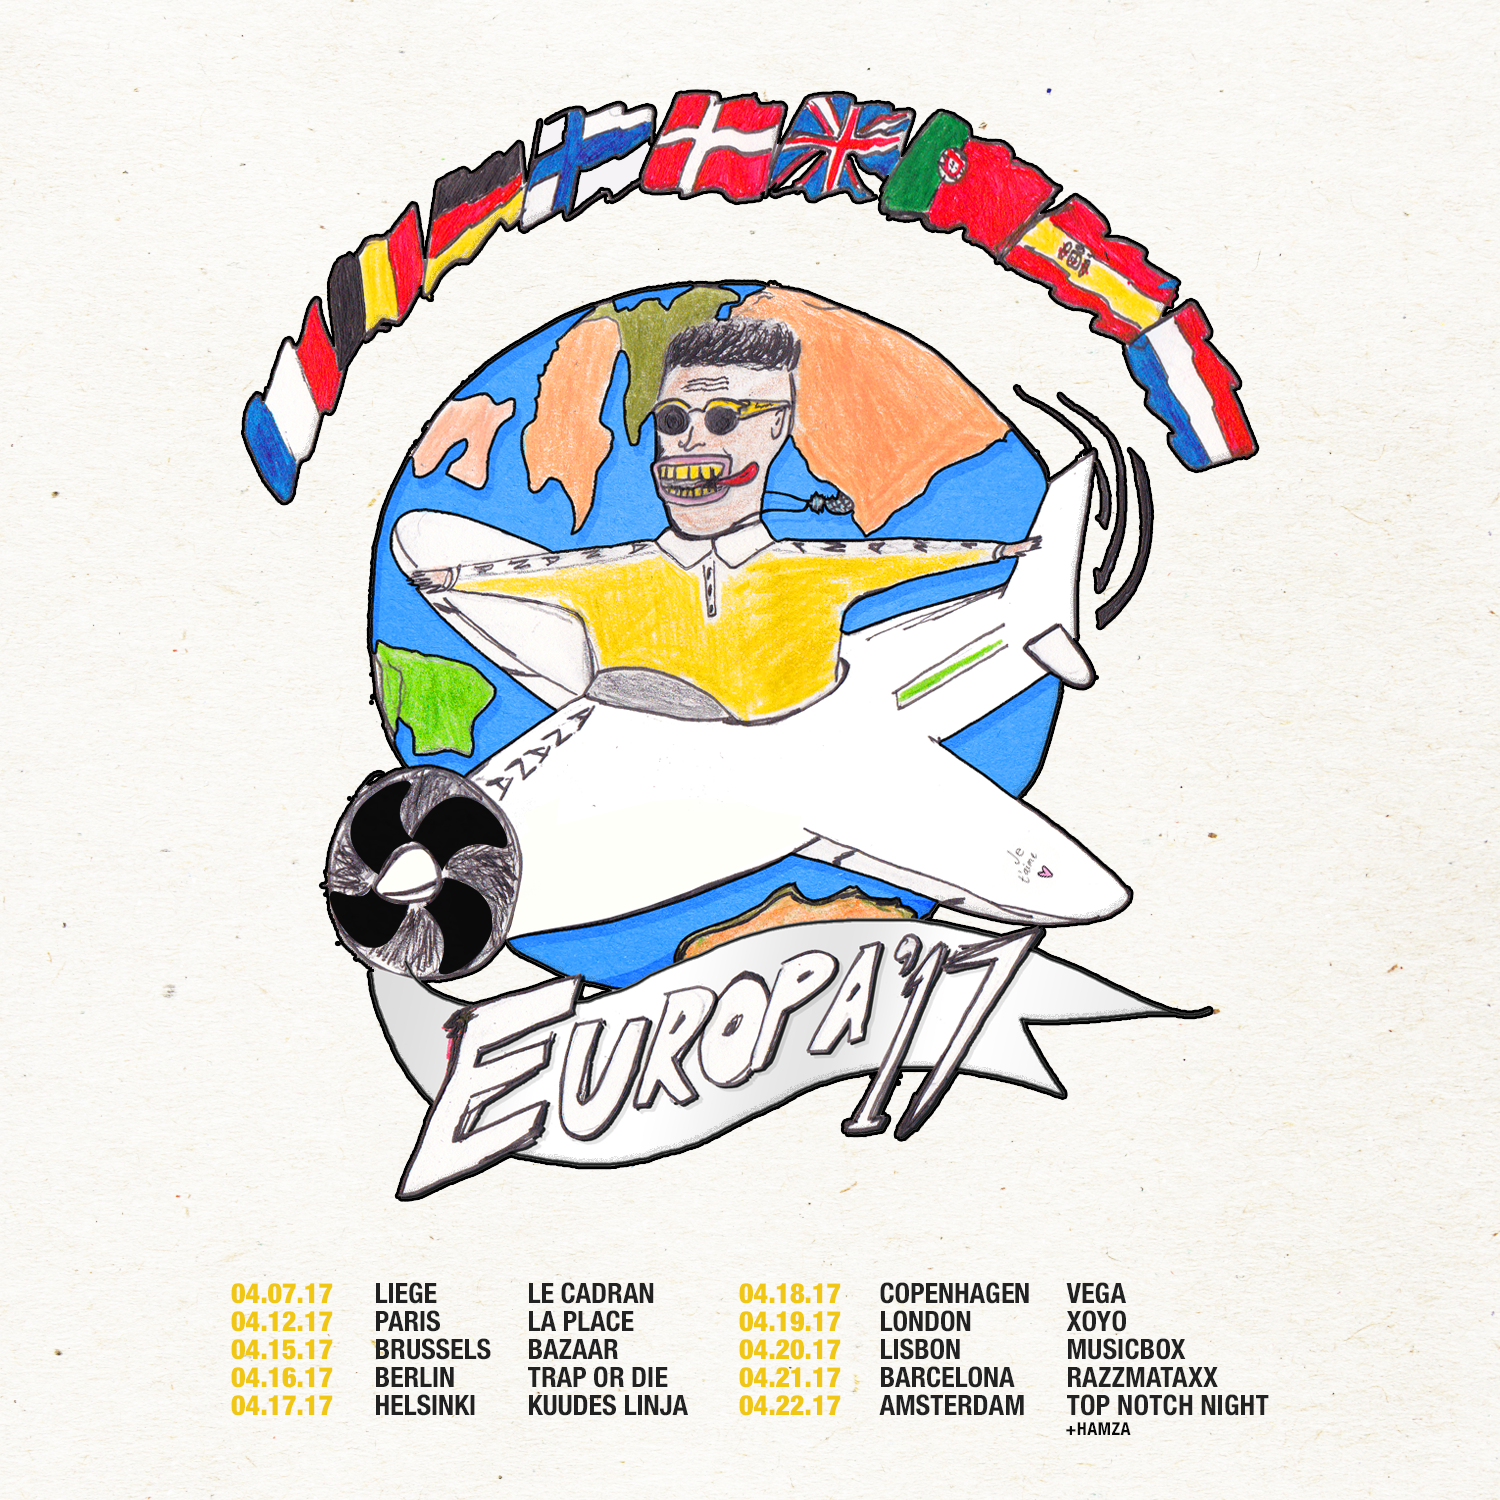 AZAZA
Je
t'aime
EUROPA '17
04.07.17 LIEGE LE CADRAN
04.12.17 PARIS LA PLACE
04.15.17 BRUSSELS BAZAAR
04.16.17 BERLIN TRAP OR DIE
04.17.17 HELSINKI KUUDES LINJA
04.18.17 COPENHAGEN VEGA
04.19.17 LONDON XOYO
04.20.17 LISBON MUSICBOX
04.21.17 BARCELONA RAZZMATAXX
04.22.17 AMSTERDAM TOP NOTCH NIGHT
+HAMZA